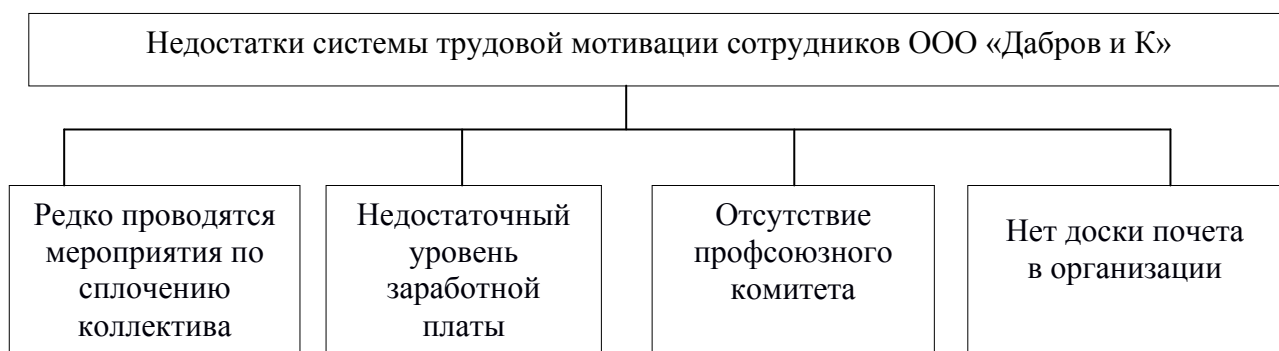 Недостатки системы трудовой мотивации сотрудников ООО «Дабров и К»
Редко проводятся
мероприятия по
сплочению
коллектива
Недостаточный
уровень
заработной
платы
Отсутствие
профсоюзного
комитета
Нет доски почета
в организации